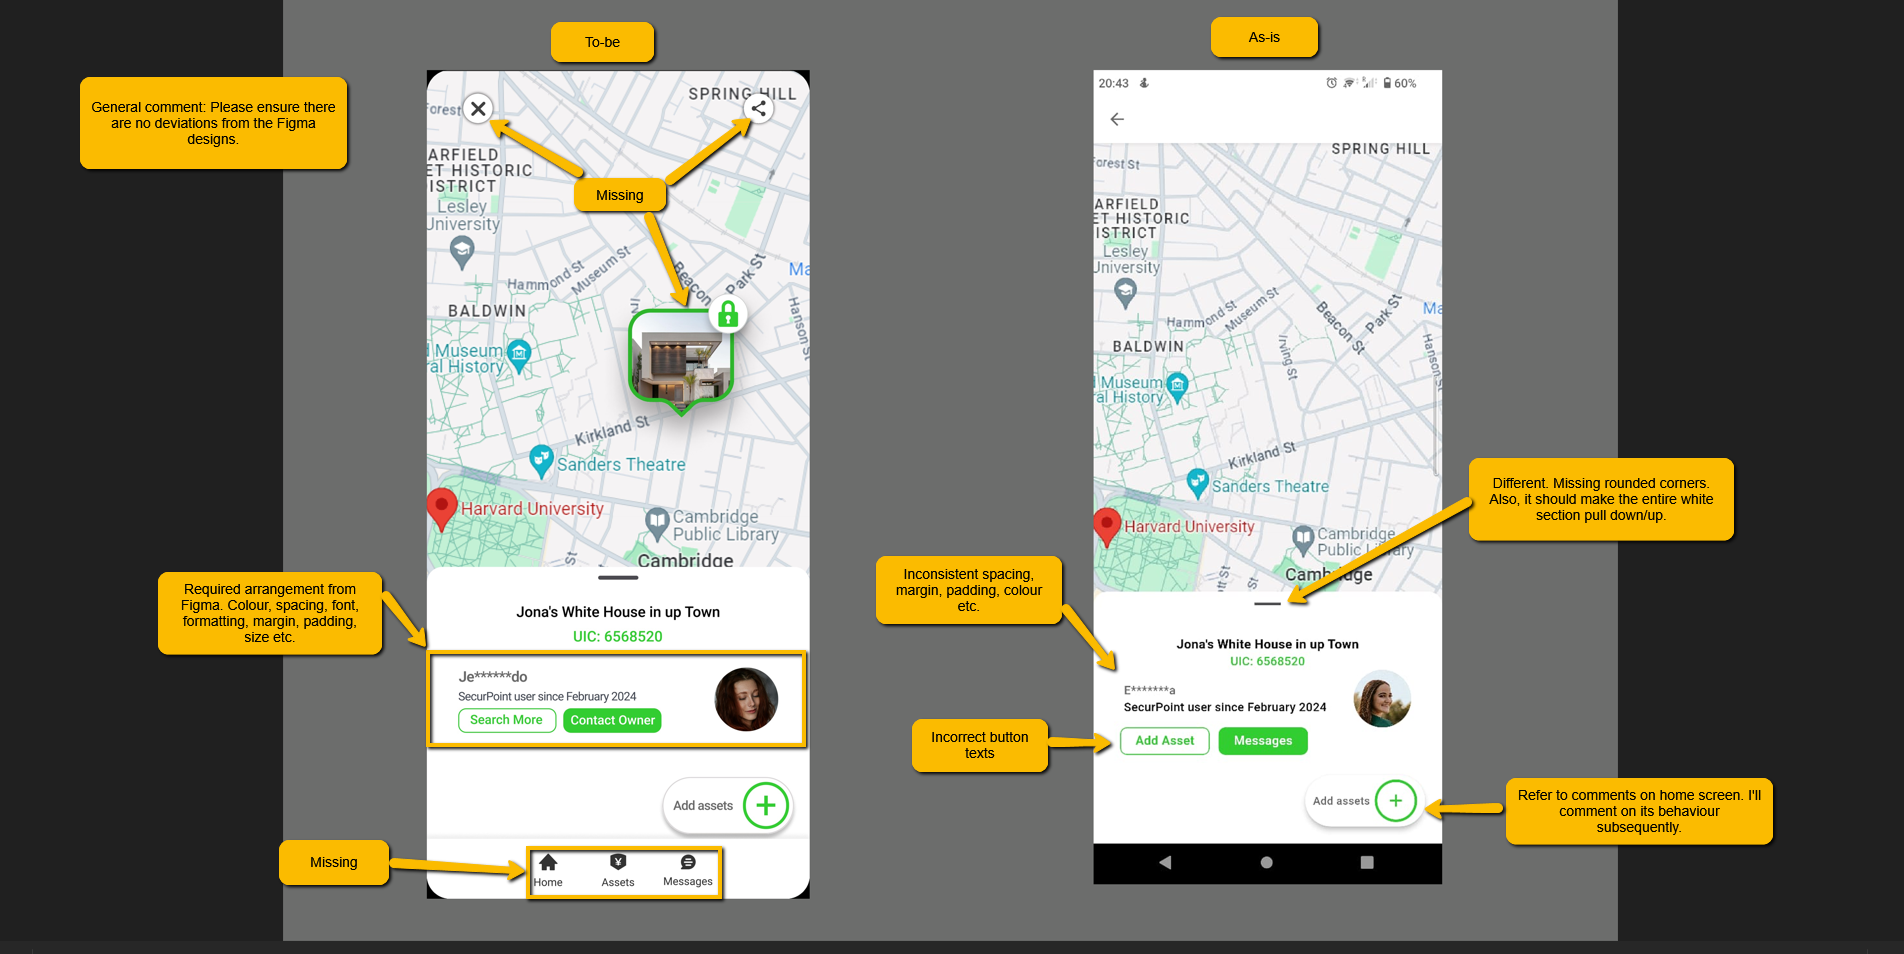 To-be
As-is
General comment: Please ensure there
are no deviations from the Figma
designs.
SPRING HILL
Forest
ARFIELD
ET HISTORIC
ISTRICT
Lesley
University
Missing
Hammond St
Museum St
Beacon
Park St
Ma
Hanson St
BALDWIN
d Museum
ral History
Kirkland St
Sanders Theatre
Harvard University
Cambridge
Public Library
Cambridge
Required arrangement from
Figma. Colour, spacing, font,
formatting, margin, padding,
size etc.
Jona's White House in up Town
UIC: 6568520
Je******do
SecurPoint user since February 2024
Search More
Contact Owner
Add assets
Missing
Home
Assets
Messages
20:43
60%
SPRING HILL
Forest St
ARFIELD
ET HISTORIC
ISTRICT
Lesley
University
Hammond St
Museum St
Beacon St
Park St
Ma
Irving St
Hanson St
BALDWIN
d Museum
al History
Kirkland St
Sanders Theatre
Harvard University
Cambridge
Public Library
Cambridge
Different. Missing rounded corners.
Also, it should make the entire white
section pull down/up.
Inconsistent spacing,
margin, padding, colour
etc.
Jona's White House in up Town
UIC: 6568520
E*******a
SecurPoint user since February 2024
Incorrect button
texts
Add Asset
Messages
Add assets
Refer to comments on home screen. I'll
comment on its behaviour
subsequently.